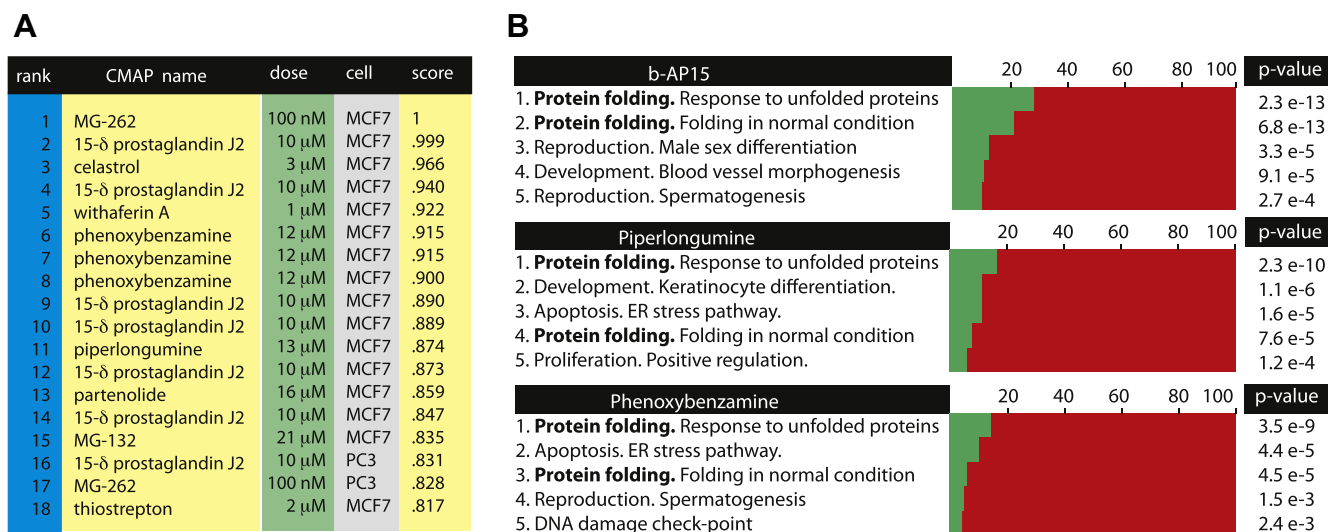 A
rank CMAP name dose cell score
1 MG-262 100 nM MCF7 1
2 15-δ prostaglandin J2 10 μM MCF7 .999
3 celastrol 3 μM MCF7 .966
4 15-δ prostaglandin J2 10 μM MCF7 .940
5 withaferin A 1 μM MCF7 .922
6 phenoxybenzamine 12 μM MCF7 .915
7 phenoxybenzamine 12 μM MCF7 .915
8 phenoxybenzamine 12 μM MCF7 .900
9 15-δ prostaglandin J2 10 μM MCF7 .890
10 15-δ prostaglandin J2 10 μM MCF7 .889
11 piperlongumine 13 μM MCF7 .874
12 15-δ prostaglandin J2 10 μM MCF7 .873
13 partenolide 16 μM MCF7 .859
14 15-δ prostaglandin J2 10 μM MCF7 .847
15 MG-132 21 μM MCF7 .835
16 15-δ prostaglandin J2 10 μM PC3 .831
17 MG-262 100 nM PC3 .828
18 thiostrepton 2 μM MCF7 .817
B
b-AP15 20 40 60 80 100 p-value
1. Protein folding. Response to unfolded proteins 2.3 e-13
2. Protein folding. Folding in normal condition 6.8 e-13
3. Reproduction. Male sex differentiation 3.3 e-5
4. Development. Blood vessel morphogenesis 9.1 e-5
5. Reproduction. Spermatogenesis 2.7 e-4
Piperlongumine 20 40 60 80 100 p-value
1. Protein folding. Response to unfolded proteins 2.3 e-10
2. Development. Keratinocyte differentiation. 1.1 e-6
3. Apoptosis. ER stress pathway. 1.6 e-5
4. Protein folding. Folding in normal condition 7.6 e-5
5. Proliferation. Positive regulation. 1.2 e-4
Phenoxybenzamine 20 40 60 80 100 p-value
1. Protein folding. Response to unfolded proteins 3.5 e-9
2. Apoptosis. ER stress pathway. 4.4 e-5
3. Protein folding. Folding in normal condition 4.5 e-5
4. Reproduction. Spermatogenesis 1.5 e-3
5. DNA damage check-point 2.4 e-3